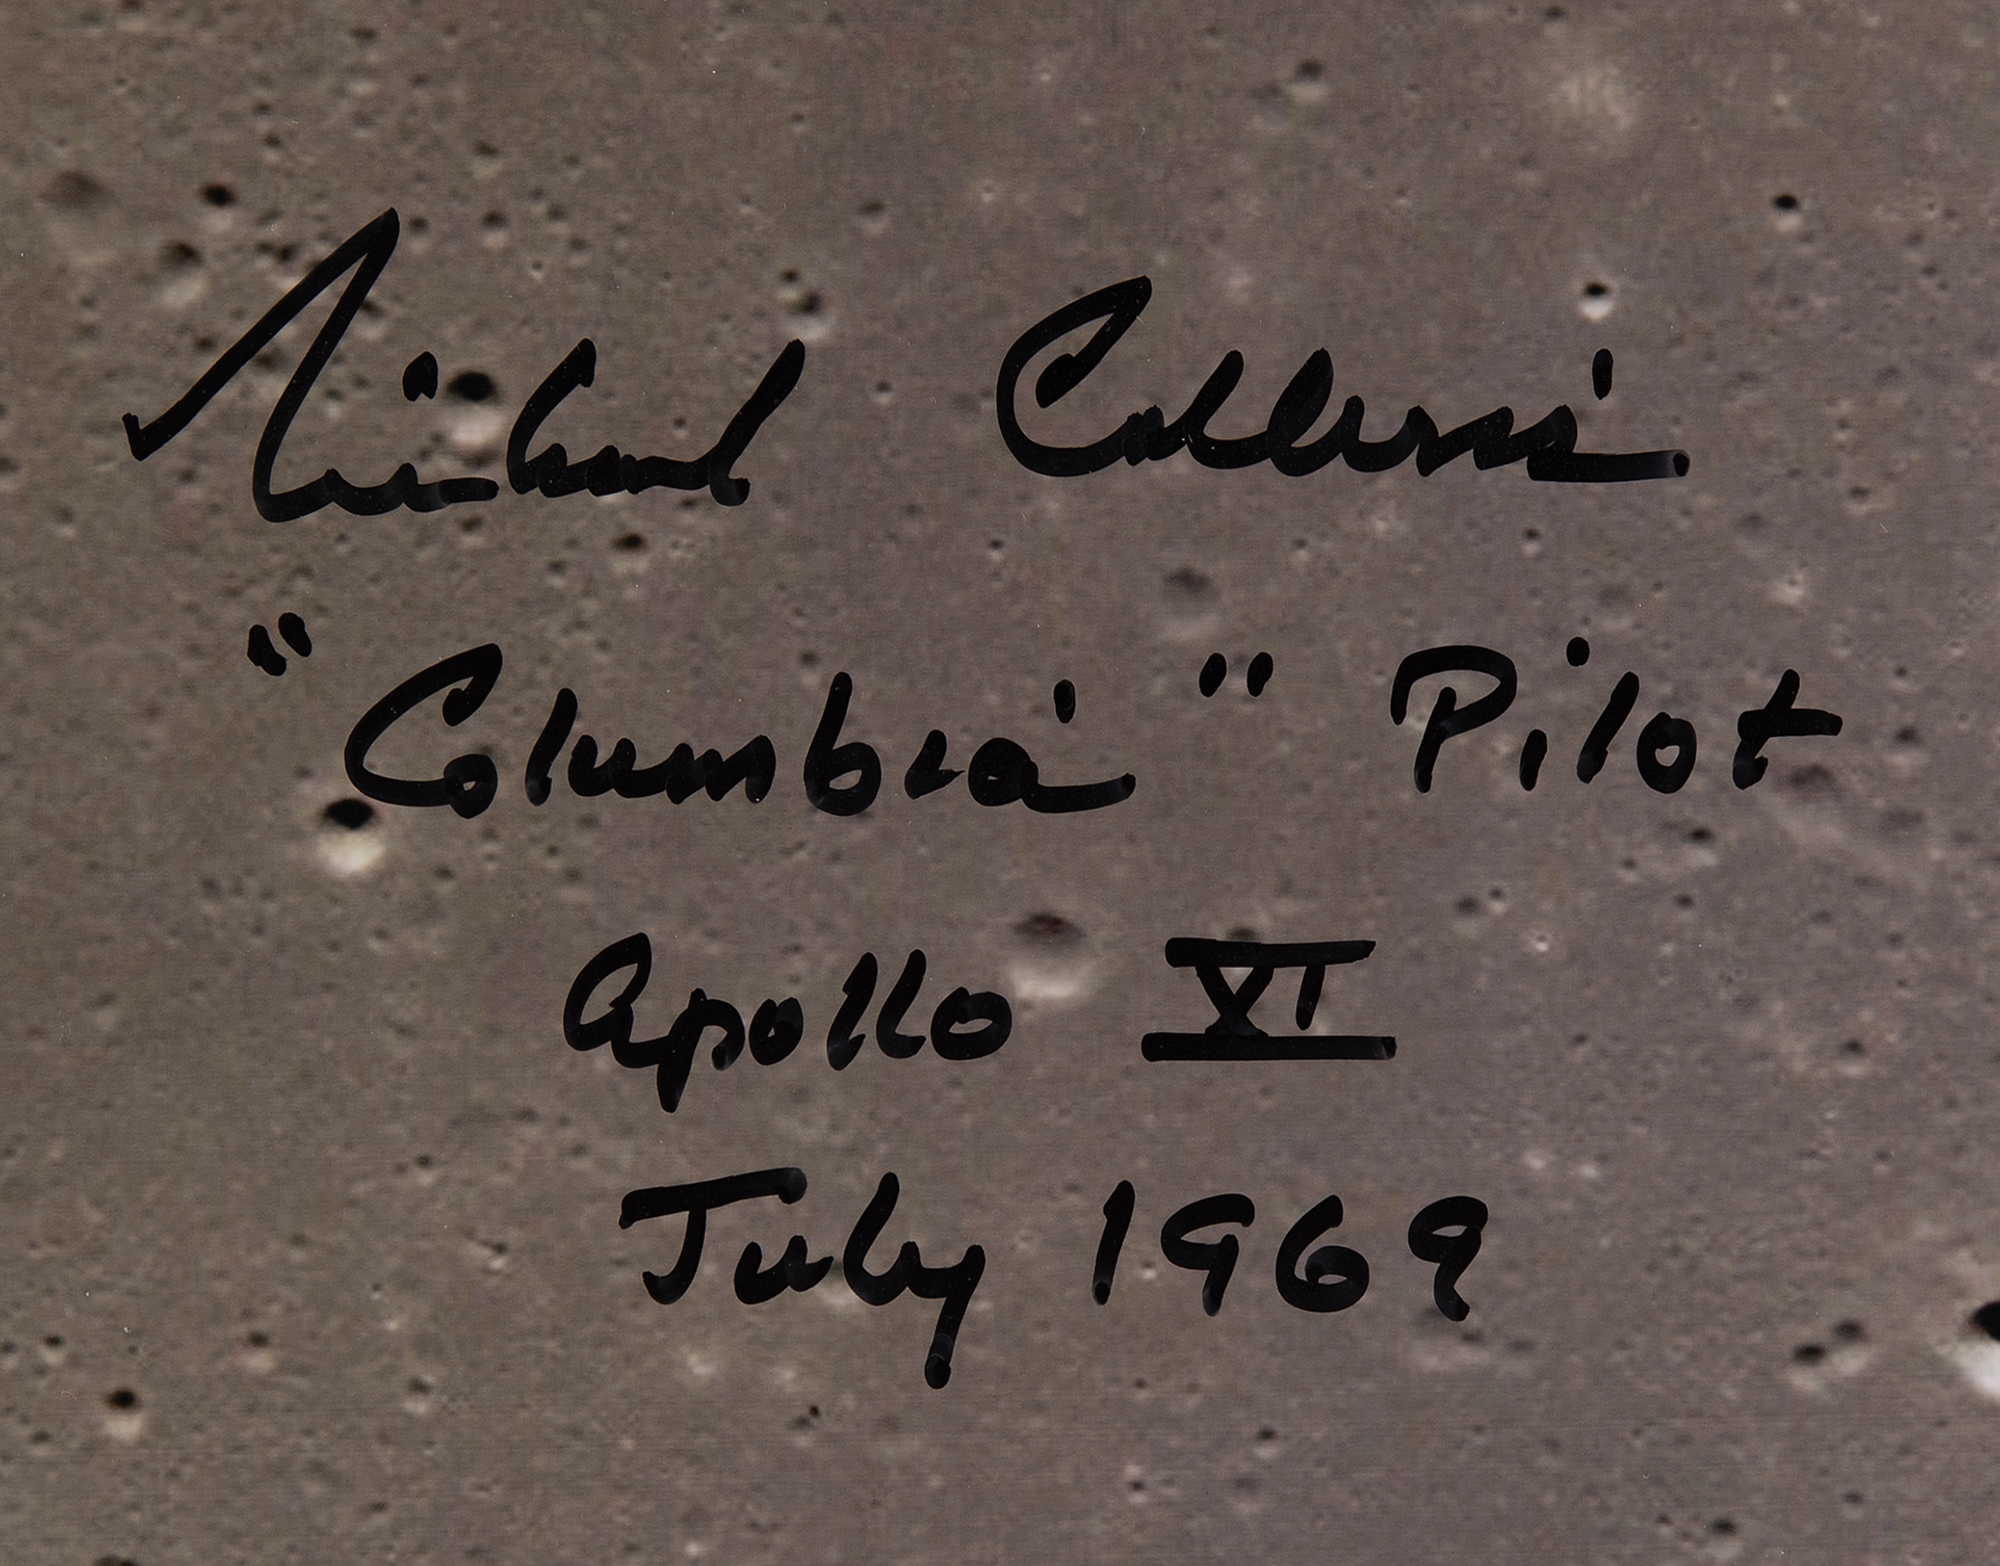 Michael Collins
"Columbia" Pilot
Apollo XI
July 1969